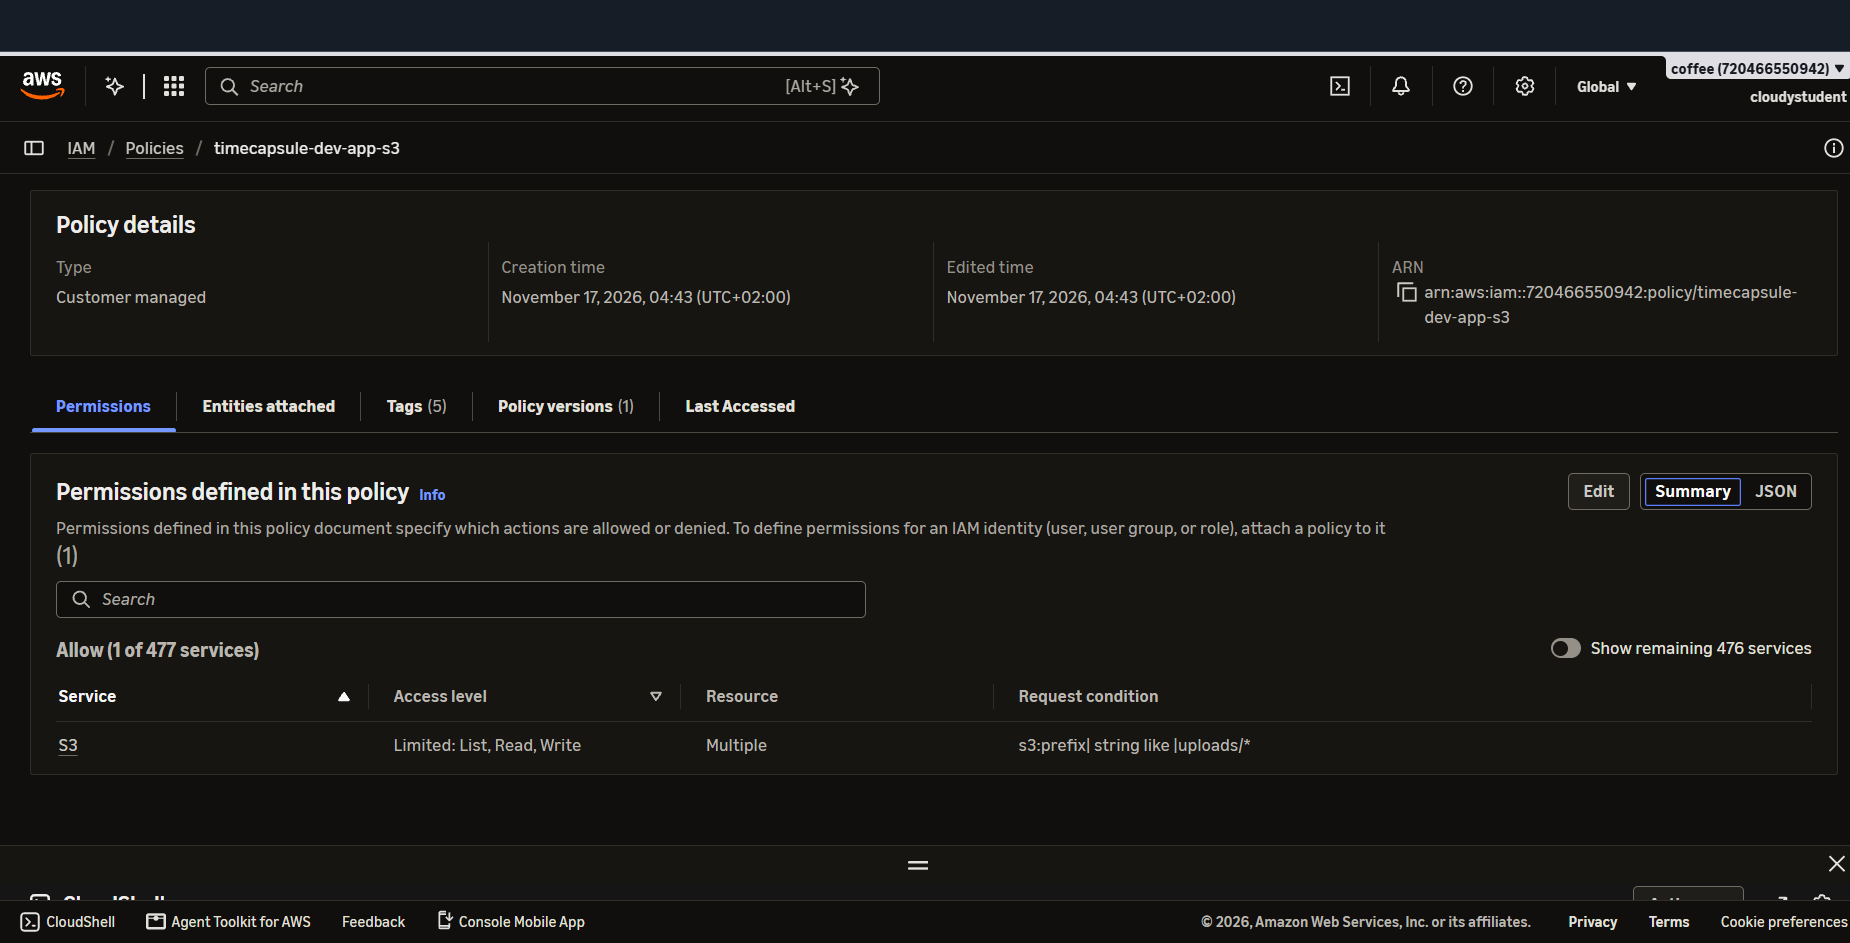 aws
Search
[Alt+S]
Global
coffee (720466550942)
cloudystudent
IAM / Policies / timecapsule-dev-app-s3
Policy details
Type
Customer managed
Creation time
November 17, 2026, 04:43 (UTC+02:00)
Edited time
November 17, 2026, 04:43 (UTC+02:00)
ARN
arn:aws:iam::720466550942:policy/timecapsule-
dev-app-s3
Permissions
Entities attached
Tags (5)
Policy versions (1)
Last Accessed
Permissions defined in this policy Info
Edit
Summary
JSON
Permissions defined in this policy document specify which actions are allowed or denied. To define permissions for an IAM identity (user, user group, or role), attach a policy to it
(1)
Search
Allow (1 of 477 services)
Show remaining 476 services
Service
Access level
Resource
Request condition
S3
Limited: List, Read, Write
Multiple
s3:prefix| string like |uploads/*
CloudShell
CloudShell
Agent Toolkit for AWS
Feedback
Console Mobile App
© 2026, Amazon Web Services, Inc. or its affiliates.
Privacy
Terms
Cookie preferences